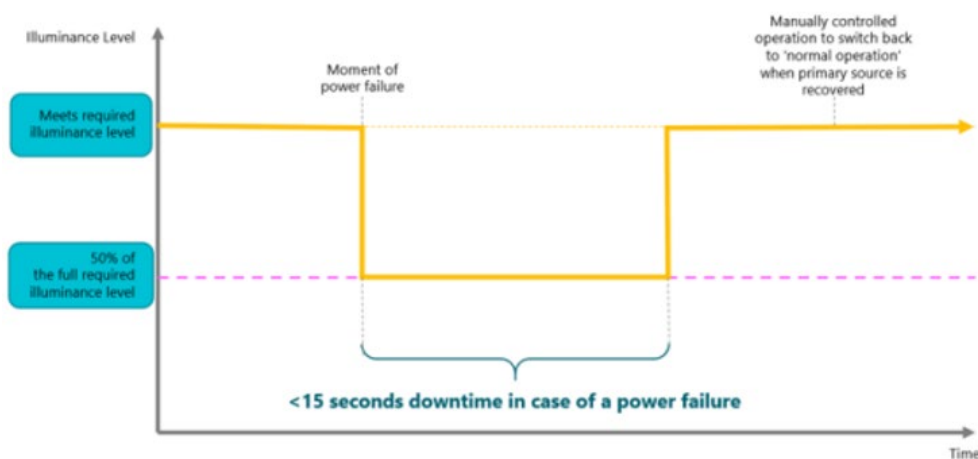 Illuminance Level
Manually controlled
operation to switch back
to 'normal operation'
when primary source is
recovered
Moment of
power failure
Meets required
illuminance level
50% of
the full required
illuminance level
<15 seconds downtime in case of a power failure
Time